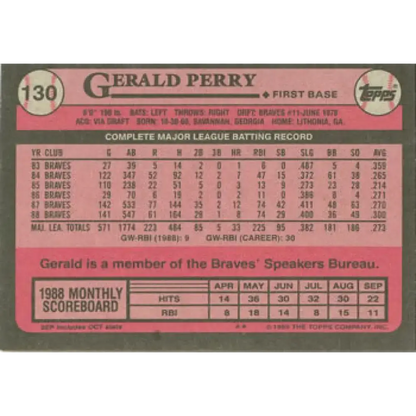 130
GERALD PERRY
◆ FIRST BASE
Topps
6'0" 190 lb. BATS: LEFT THROWS: RIGHT DRFT: BRAVES #11-JUNE 1978
ACQ: VIA DRAFT BORN: 10-30-60, SAVANNAH, GEORGIA HOME: LITHONIA, GA.
COMPLETE MAJOR LEAGUE BATTING RECORD
YR CLUB G AB R H 2B 3B HR RBI SB SLG BB SO AVG
83 BRAVES 27 39 5 14 2 0 1 6 0 .487 5 4 .359
84 BRAVES 122 347 52 92 12 2 7 47 15 .372 61 38 .265
85 BRAVES 110 238 22 51 5 0 3 13 9 .273 23 28 .214
86 BRAVES 29 70 6 19 2 0 2 11 0 .386 8 4 .271
87 BRAVES 142 533 77 144 35 2 12 74 42 .411 48 63 .270
88 BRAVES 141 547 61 164 29 1 8 74 29 .400 36 49 .300
MAJ. LEA. TOTALS 571 1774 223 484 85 5 33 225 95 .382 181 186 .273
GW-RBI (1988): 9 GW-RBI (CAREER): 30
Gerald is a member of the Braves' Speakers Bureau.
1988 MONTHLY SCOREBOARD
APR MAY JUN JUL AUG SEP
HITS 14 36 30 32 30 22
RBI 8 18 14 15 8 11
SEP includes OCT stats
© 1989 THE TOPPS COMPANY, INC.